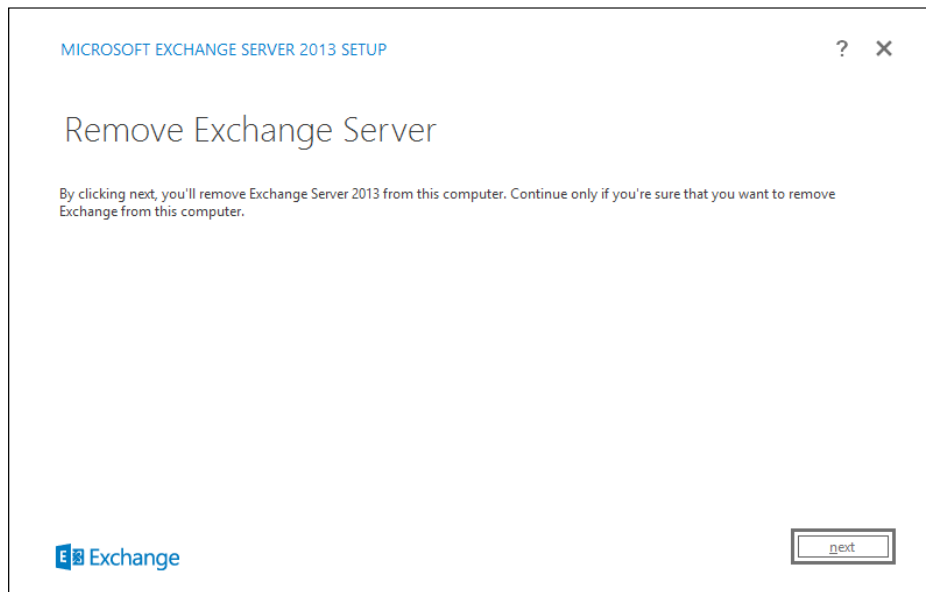 MICROSOFT EXCHANGE SERVER 2013 SETUP
? ✕
Remove Exchange Server
By clicking next, you'll remove Exchange Server 2013 from this computer. Continue only if you're sure that you want to remove
Exchange from this computer.
E Exchange
next